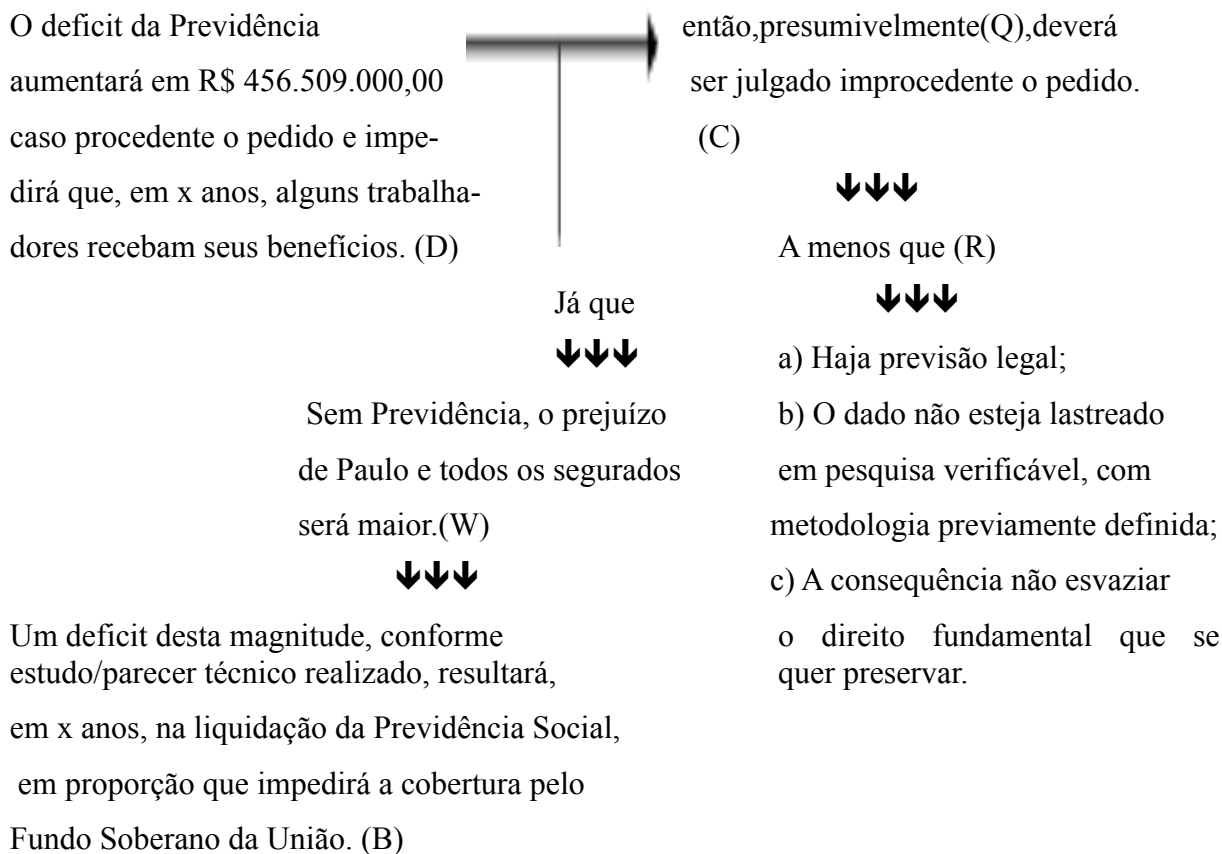 O deficit da Previdência
aumentará em R$ 456.509.000,00
caso procedente o pedido e impe-
dirá que, em x anos, alguns trabalha-
dores recebam seus benefícios. (D)
então,presumivelmente(Q),deverá
ser julgado improcedente o pedido.
(C)
A menos que (R)
Já que
Sem Previdência, o prejuízo
de Paulo e todos os segurados
será maior.(W)
Um deficit desta magnitude, conforme
estudo/parecer técnico realizado, resultará,
em x anos, na liquidação da Previdência Social,
em proporção que impedirá a cobertura pelo
Fundo Soberano da União. (B)
a) Haja previsão legal;
b) O dado não esteja lastreado
em pesquisa verificável, com
metodologia previamente definida;
c) A consequência não esvaziar
o direito fundamental que se
quer preservar.